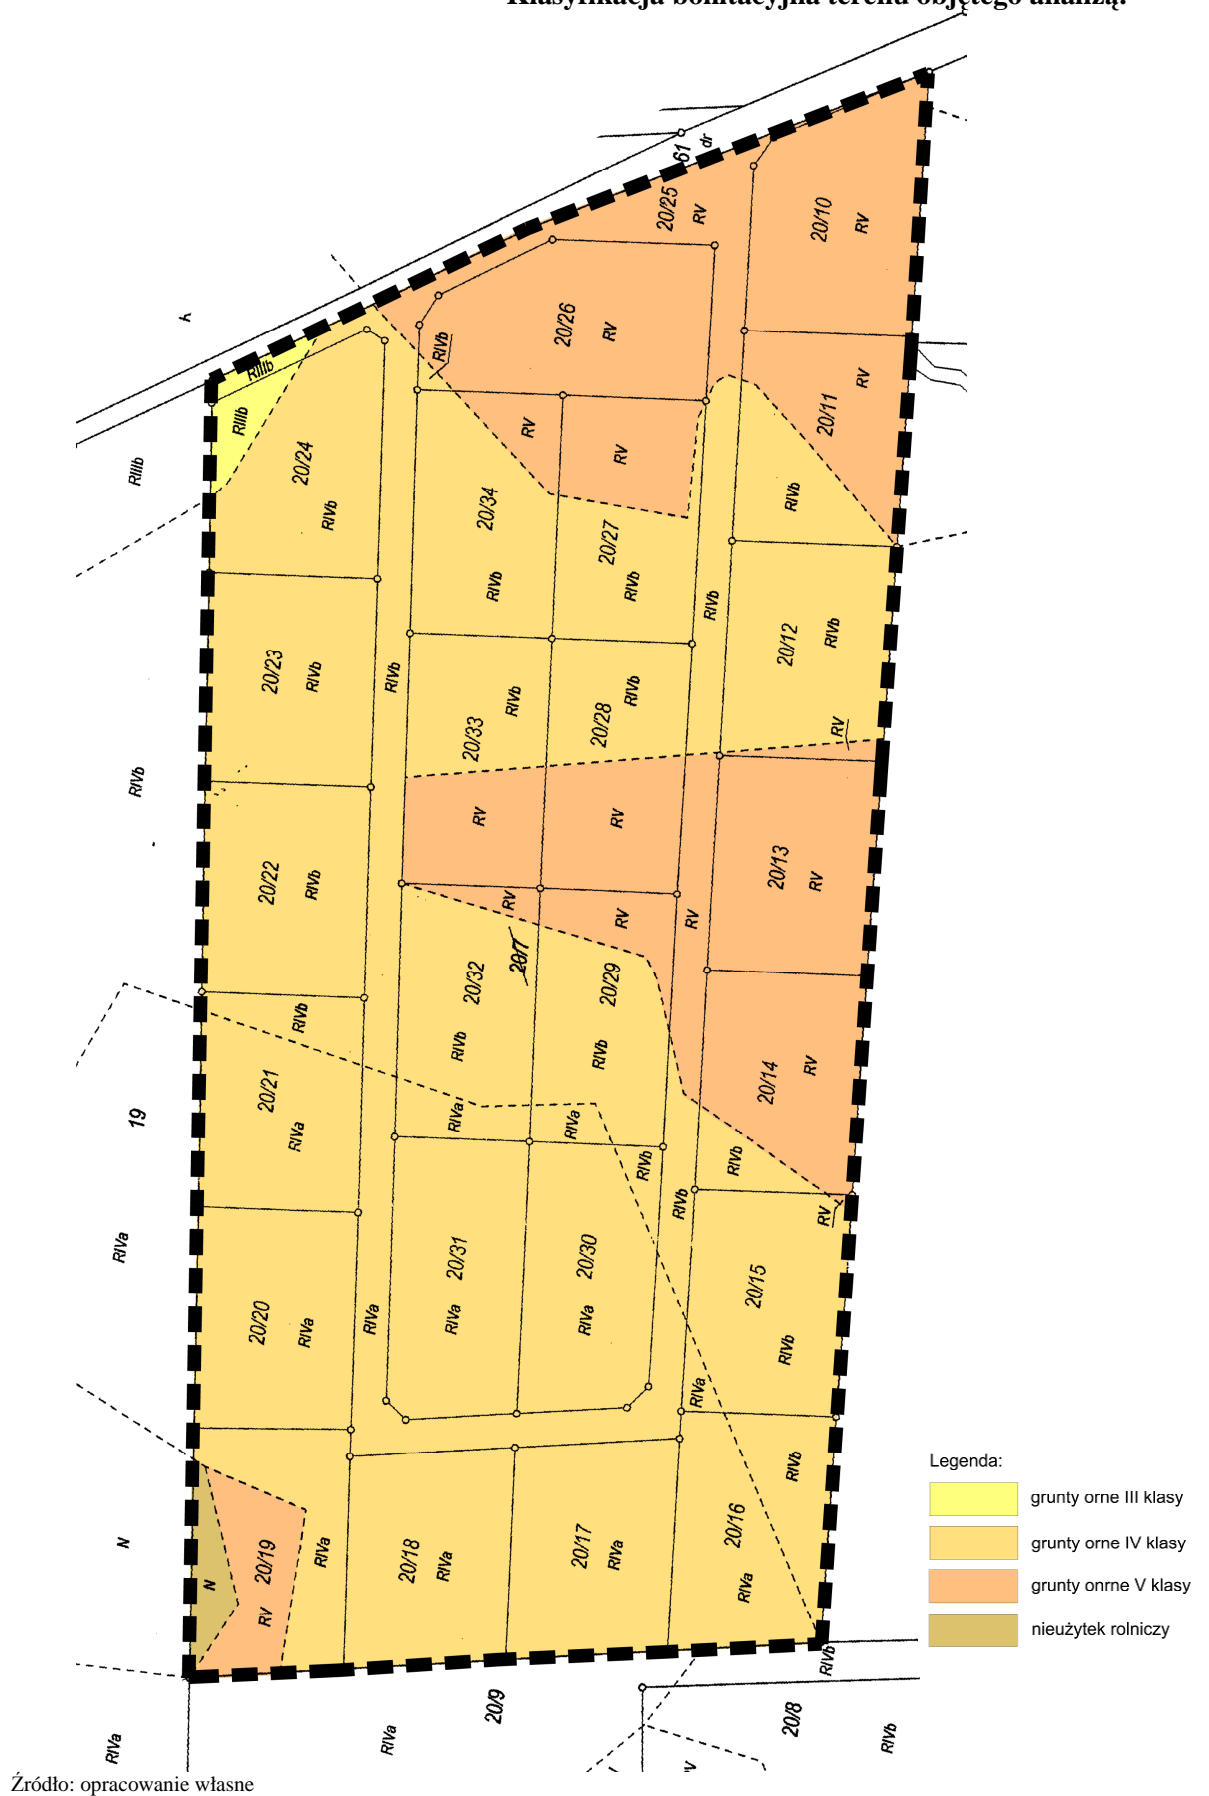 Klasyfikacja bonitacyjna terenu objętego analizą.
61
dr
20/25
RV
20/10
RV
20/26
RV
RIVb
RIIIb
RIIIb
RIIIb
20/24
RIVb
RV
RV
20/11
RV
RIVb
20/34
RIVb
20/27
RIVb
RIVb
20/12
RIVb
20/23
RIVb
RIVb
20/33
RIVb
20/28
RIVb
RV
RIVb
20/22
RIVb
RV
RV
20/13
RV
RV
RV
RV
20/7
20/32
RIVb
20/29
RIVb
20/14
RV
RIVb
19
20/21
RIVa
RIVa
RIVa
RIVb
RIVb
RIVb
RV
RIVa
20/31
RIVa
20/30
RIVa
20/15
RIVb
20/20
RIVa
RIVa
RIVa
RIVb
N
N
20/19
RV
RIVa
20/18
RIVa
20/17
RIVa
20/16
RIVa
RIVb
RIVa
RIVa
20/9
20/8
RIVb
Legenda:
grunty orne III klasy
grunty orne IV klasy
grunty onrne V klasy
nieużytek rolniczy
Źródło: opracowanie własne